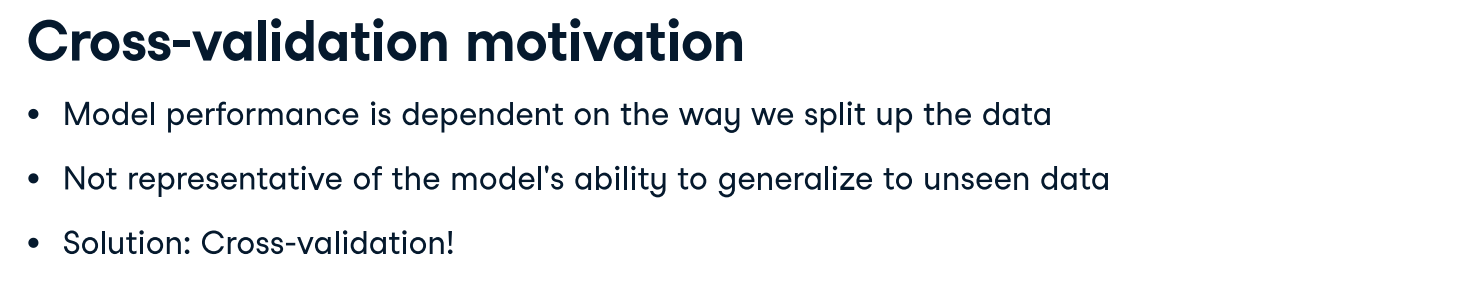 Cross-validation motivation
• Model performance is dependent on the way we split up the data
• Not representative of the model's ability to generalize to unseen data
• Solution: Cross-validation!